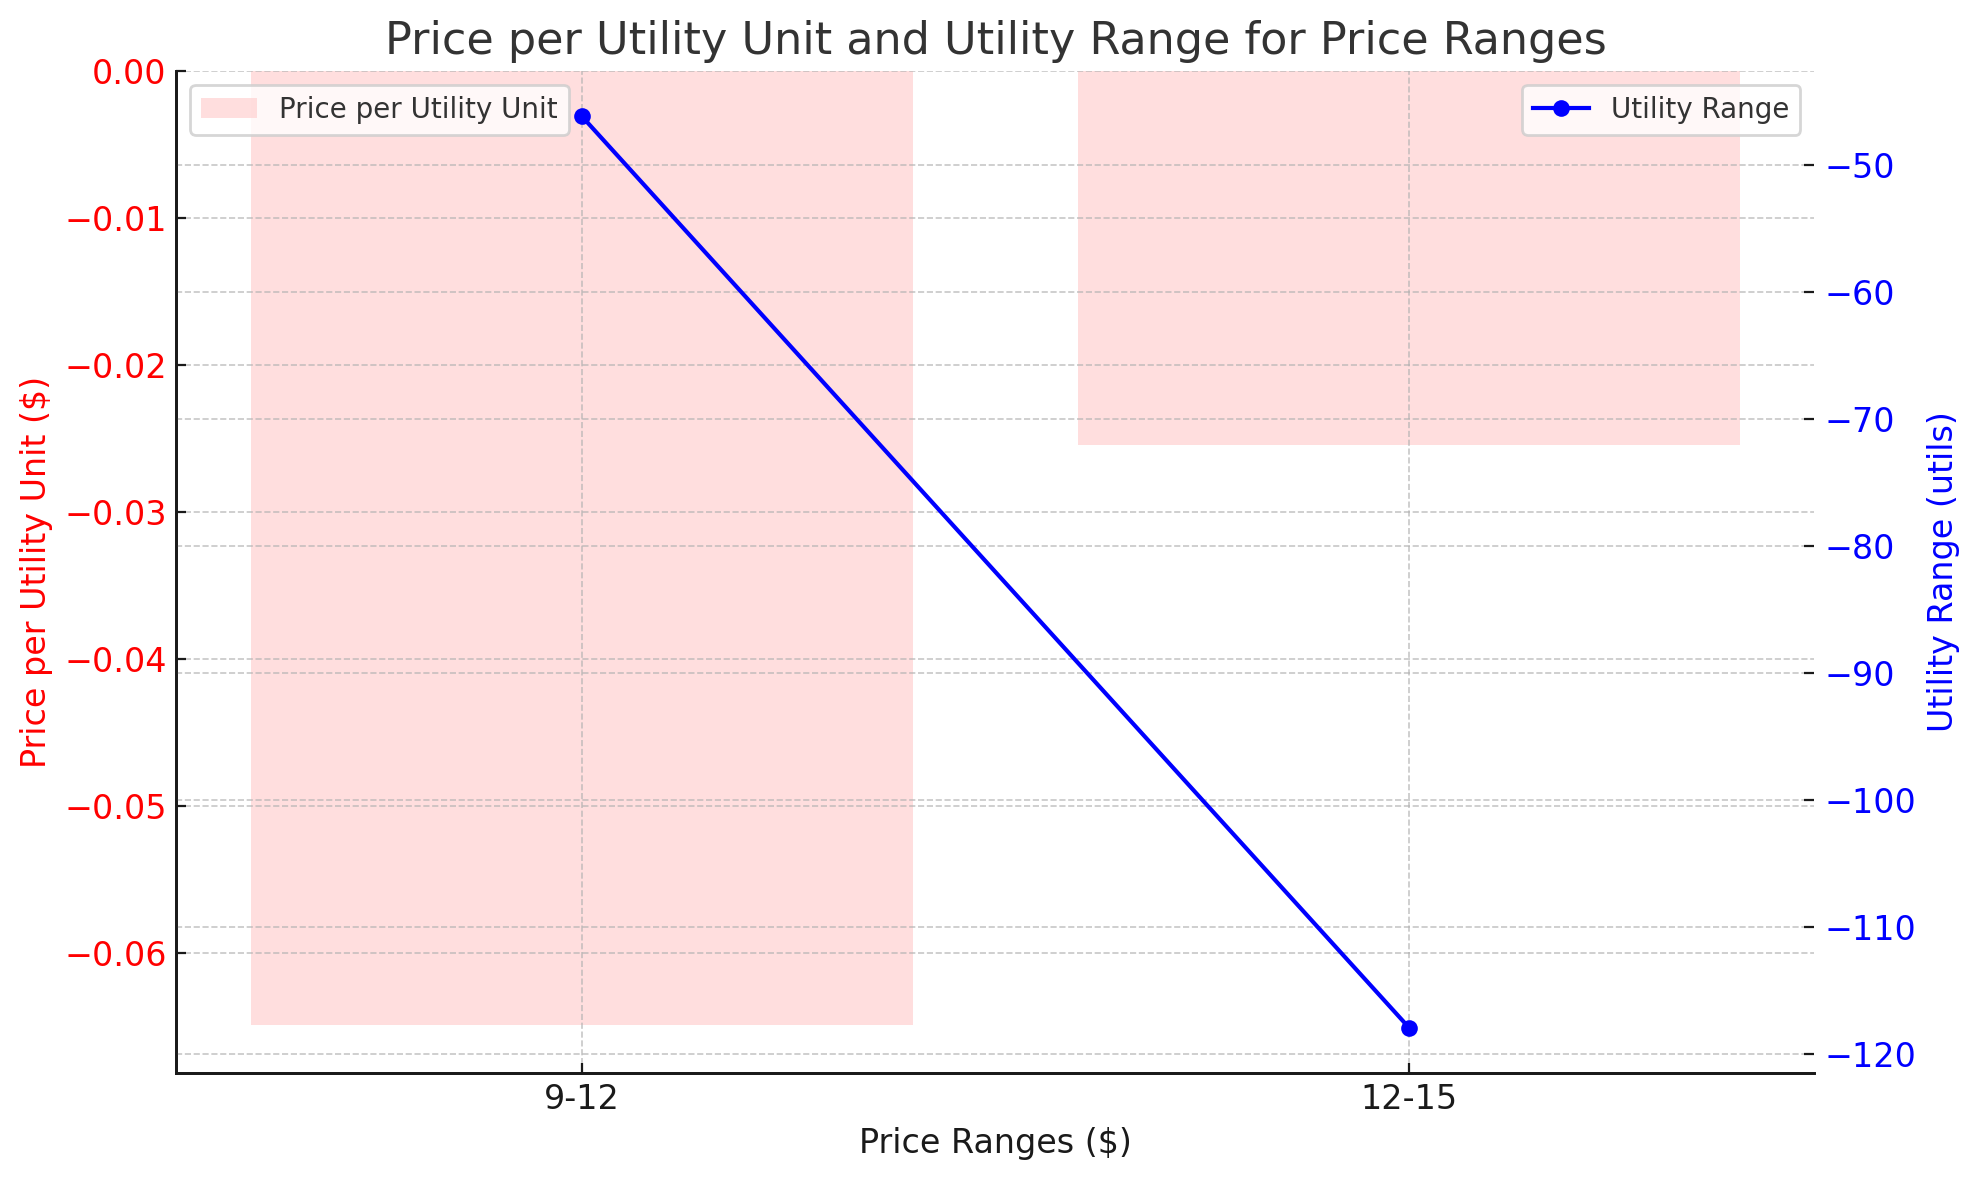 Price per Utility Unit and Utility Range for Price Ranges
Price per Utility Unit
Utility Range
0.00
−0.01
−0.02
−0.03
−0.04
−0.05
−0.06
Price per Utility Unit ($)
−50
−60
−70
−80
−90
−100
−110
−120
Utility Range (utils)
9-12
12-15
Price Ranges ($)